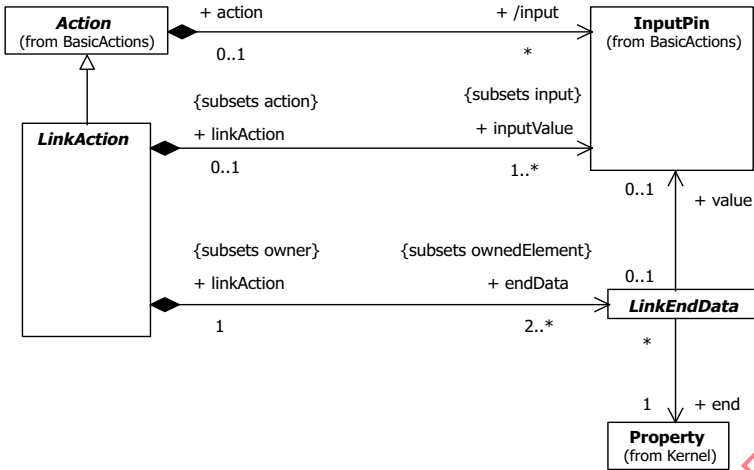 Action
(from BasicActions)
+ action
+ /input
0..1
*
InputPin
(from BasicActions)
LinkAction
{subsets action}
{subsets input}
+ linkAction
+ inputValue
0..1
1..*
0..1
+ value
{subsets owner}
{subsets ownedElement}
+ linkAction
+ endData
0..1
1
2..*
LinkEndData
*
1
+ end
Property
(from Kernel)